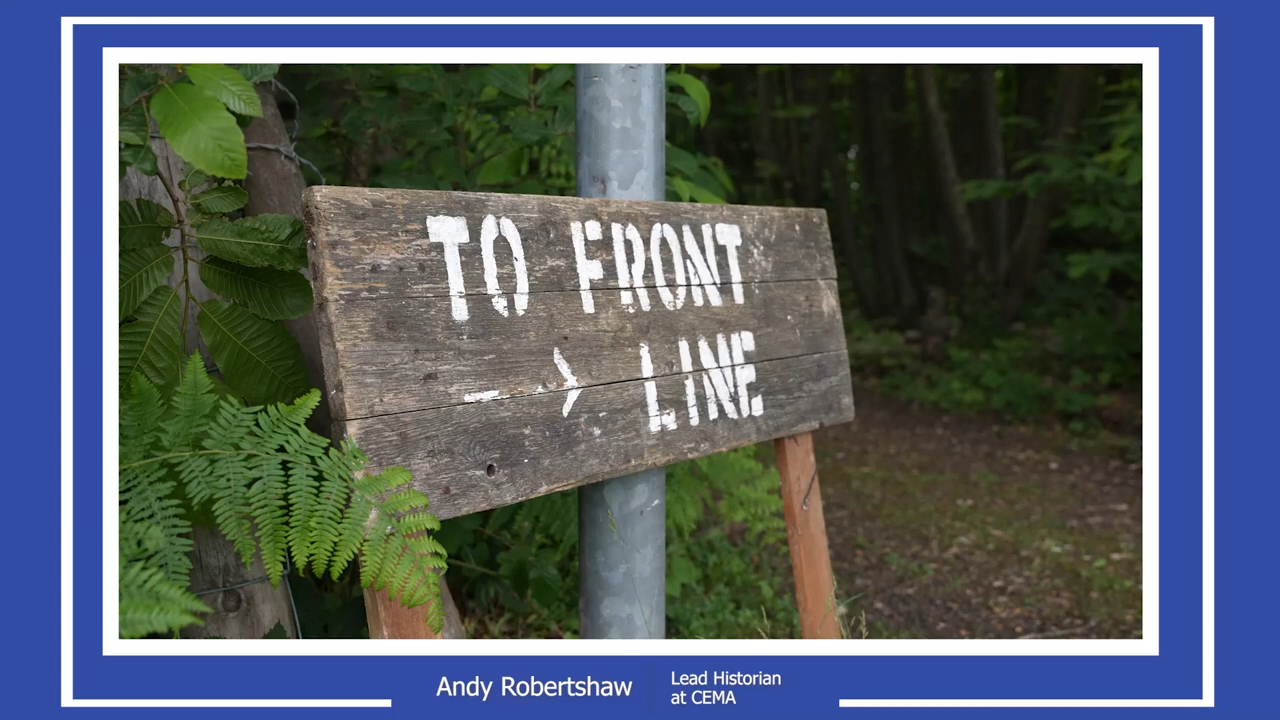 TO FRONT
→ LINE
Andy Robertshaw
Lead Historian
at CEMA